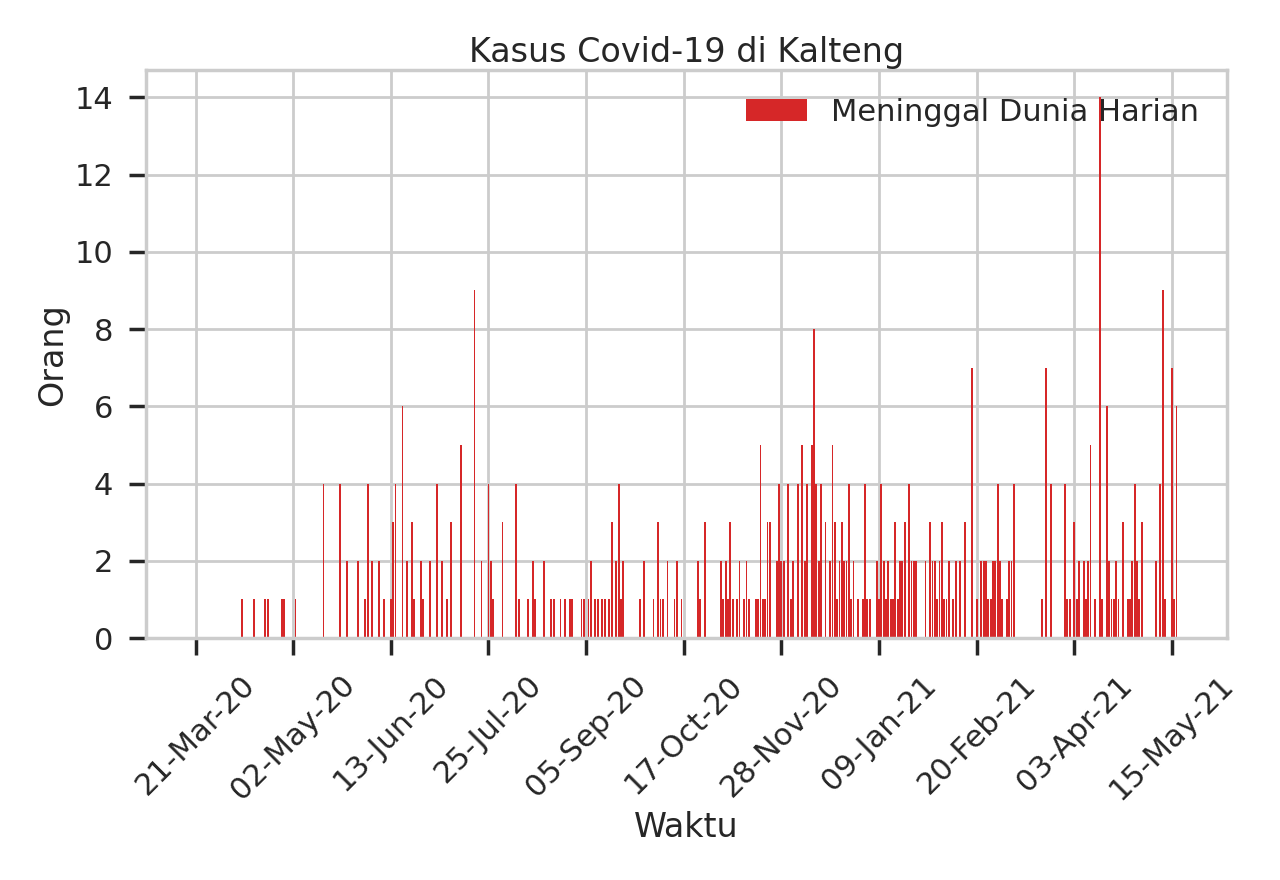 Kasus Covid-19 di Kalteng
Meninggal Dunia Harian
Orang
14
12
10
8
6
4
2
0
21-Mar-20
02-May-20
13-Jun-20
25-Jul-20
05-Sep-20
17-Oct-20
28-Nov-20
09-Jan-21
20-Feb-21
03-Apr-21
15-May-21
Waktu